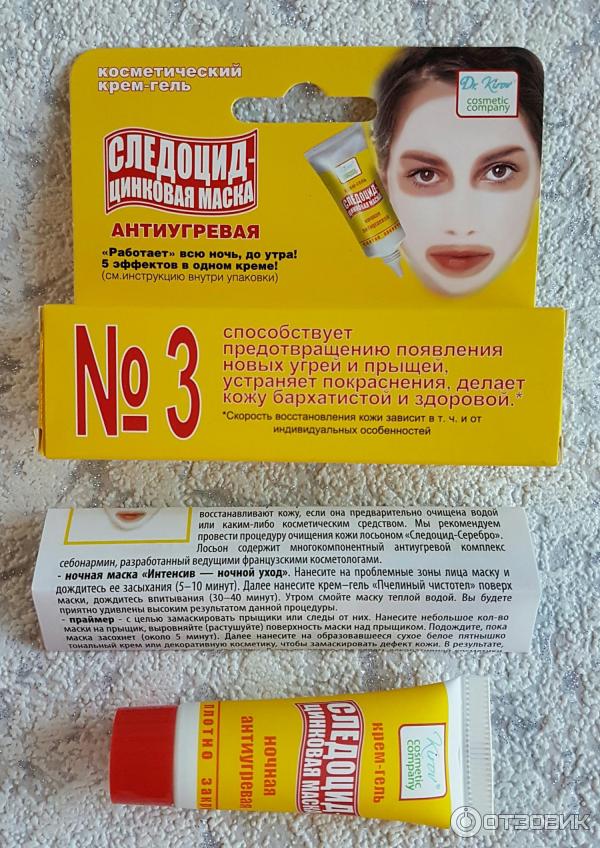 косметический
крем-гель
Dr. Kirov
cosmetic
company
СЛЕДОЦИД-
ЦИНКОВАЯ МАСКА
АНТИУГРЕВАЯ
«Работает» всю ночь, до утра!
5 эффектов в одном креме!
(см.инструкцию внутри упаковки)
СЛЕДОЦИД-
ЦИНКОВАЯ МАСКА
№ 3
способствует
предотвращению появления
новых угрей и прыщей,
устраняет покраснения, делает
кожу бархатистой и здоровой.*
*Скорость восстановления кожи зависит в т. ч. и от
индивидуальных особенностей
восстанавливают кожу, если она предварительно очищена водой
или каким-либо косметическим средством. Мы рекомендуем
провести процедуру очищения кожи лосьоном «Следоцид-Серебро».
Лосьон содержит многокомпонентный антиугревой комплекс
себонармин, разработанный ведущими французскими косметологами.
- ночная маска «Интенсив — ночной уход». Нанесите на проблемные зоны лица маску и
дождитесь ее засыхания (5–10 минут). Далее нанесите крем–гель «Пчелиный чистотел» поверх
маски, дождитесь впитывания (30–40 минут). Утром смойте маску теплой водой. Вы будете
приятно удивлены высоким результатом данной процедуры.
- праймер – с целью замаскировать прыщики или следы от них. Нанесите небольшое кол-во
маски на прыщик, выровняйте (растушуйте) поверхность маски над прыщиком. Подождите, пока
маска засохнет (около 5 минут). Далее нанесите на образовавшееся сухое белое пятнышко
тональный крем или декоративную косметику, чтобы замаскировать дефект кожи. В результате,
крем-гель
СЛЕДОЦИД-
ЦИНКОВАЯ МАСКА
ночная
антиугревая
плотно закр
Kirov
cosmetic
company
ОТЗОВИК